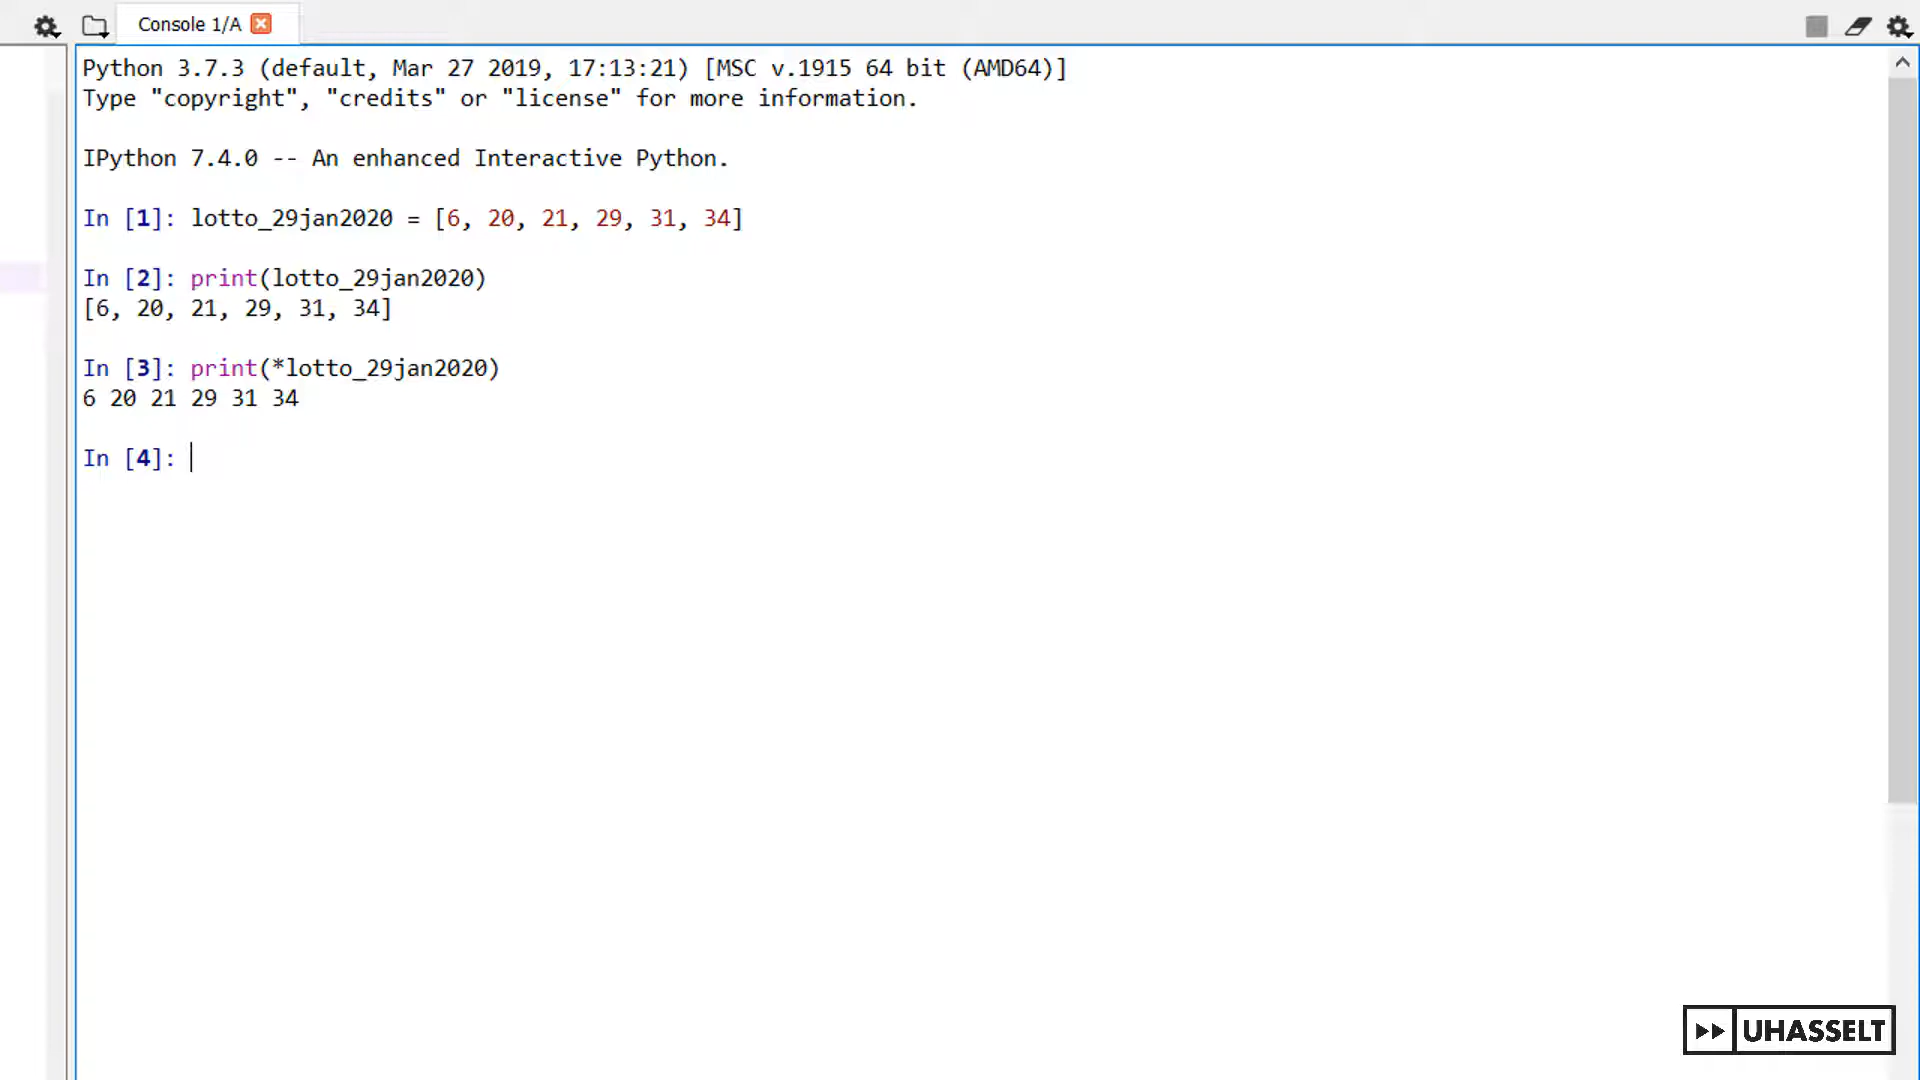 Console 1/A
Python 3.7.3 (default, Mar 27 2019, 17:13:21) [MSC v.1915 64 bit (AMD64)]
Type "copyright", "credits" or "license" for more information.
IPython 7.4.0 -- An enhanced Interactive Python.
In [1]: lotto_29jan2020 = [6, 20, 21, 29, 31, 34]
In [2]: print(lotto_29jan2020)
[6, 20, 21, 29, 31, 34]
In [3]: print(*lotto_29jan2020)
6 20 21 29 31 34
In [4]:
UHASSELT